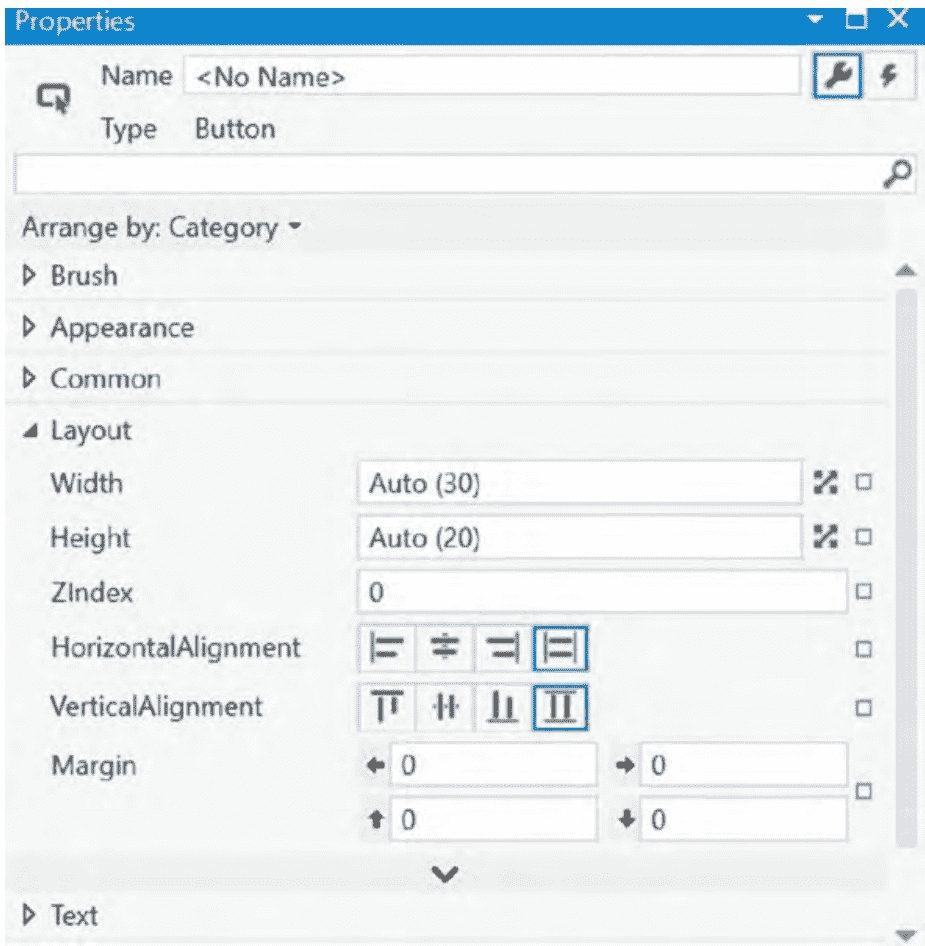 Properties
Name <No Name>
Type Button
Arrange by: Category
Brush
Appearance
Common
Layout
Width Auto (30)
Height Auto (20)
ZIndex 0
HorizontalAlignment
VerticalAlignment
Margin 0 0
0 0
Text